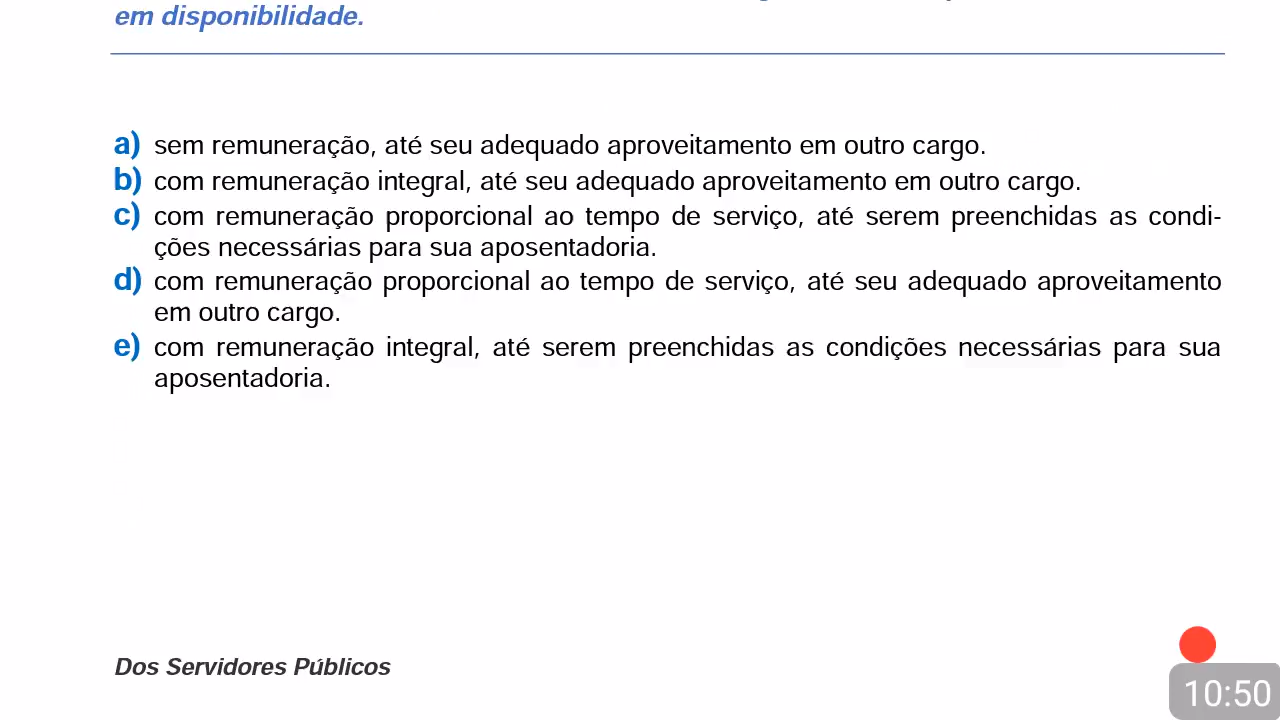 em disponibilidade.
a) sem remuneração, até seu adequado aproveitamento em outro cargo.
b) com remuneração integral, até seu adequado aproveitamento em outro cargo.
c) com remuneração proporcional ao tempo de serviço, até serem preenchidas as condi-
ções necessárias para sua aposentadoria.
d) com remuneração proporcional ao tempo de serviço, até seu adequado aproveitamento
em outro cargo.
e) com remuneração integral, até serem preenchidas as condições necessárias para sua
aposentadoria.
Dos Servidores Públicos
10:50